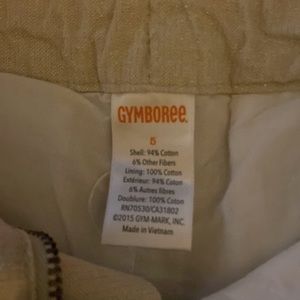 GYMBOREE
5
Shell: 94% Cotton
6% Other Fibers
Lining: 100% Cotton
Extérieur: 94% Coton
6% Autres fibres
Doublure: 100% Coton
RN70530/CA31802
©2015 GYM-MARK, INC.
Made in Vietnam